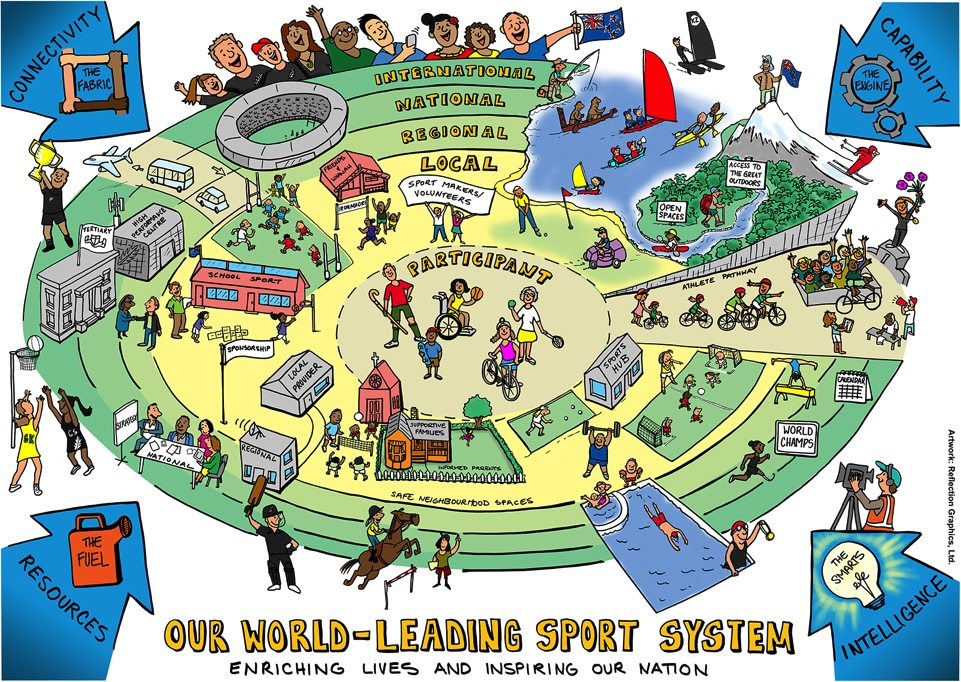 CONNECTIVITY
THE
FABRIC
CAPABILITY
THE
ENGINE
INTERNATIONAL
NATIONAL
REGIONAL
LOCAL
NZ
FRIENDS &
SPORT MAKERS/
VOLUNTEERS
ACCESS TO
THE GREAT
OUTDOORS
OPEN
SPACES
HIGH
PERFORMANCE
CENTRE
TERTIARY
SCHOOL SPORT
PARTICIPANT
ATHLETE PATHWAY
SPONSORSHIP
LOCAL
PROVIDER
SPORTS
HUB
CALENDAR
STRATEGY
NATIONAL
REGIONAL
SUPPORTIVE
FAMILIES
INFORMED PARENTS
WORLD
CHAMPS
GK
SAFE NEIGHBOURHOOD SPACES
THE
FUEL
RESOURCES
THE
SMARTS
INTELLIGENCE
OUR WORLD-LEADING SPORT SYSTEM
ENRICHING LIVES AND INSPIRING OUR NATION
Artwork: Reflection Graphics, Ltd.